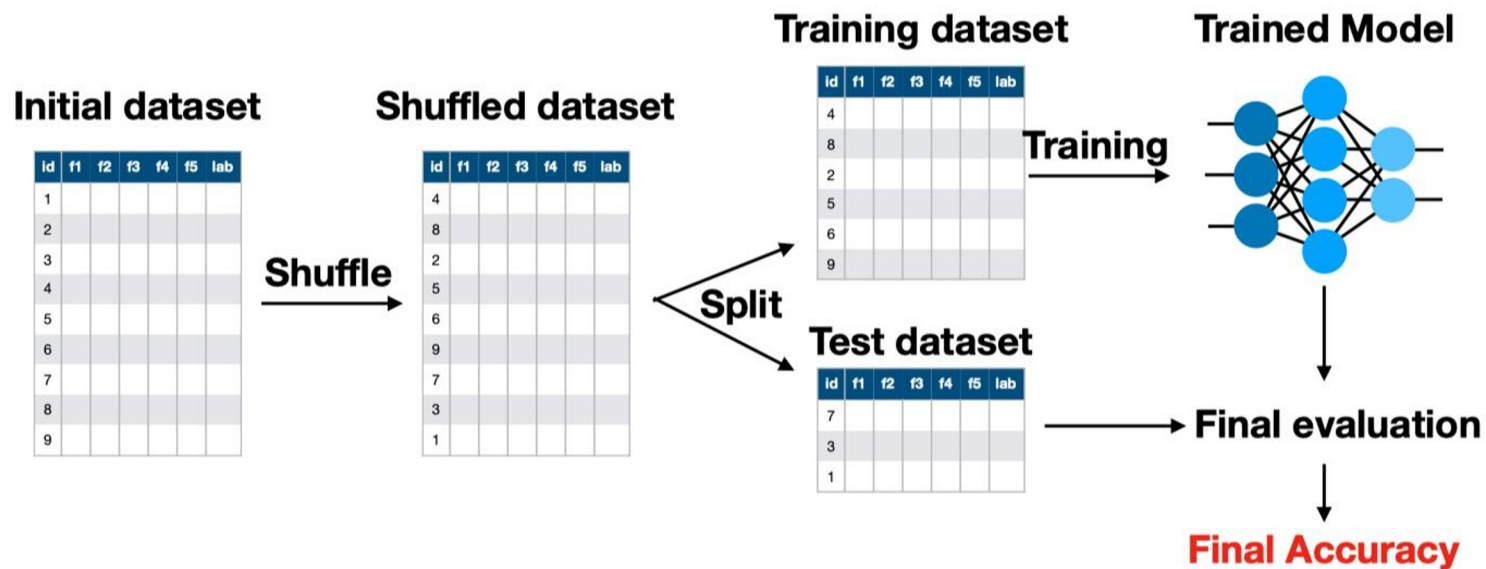 Initial dataset
id f1 f2 f3 f4 f5 lab
1
2
3
4
5
6
7
8
9
Shuffle
Shuffled dataset
id f1 f2 f3 f4 f5 lab
4
8
2
5
6
9
7
3
1
Split
Training dataset
id f1 f2 f3 f4 f5 lab
4
8
2
5
6
9
Test dataset
id f1 f2 f3 f4 f5 lab
7
3
1
Training
Trained Model
Final evaluation
Final Accuracy